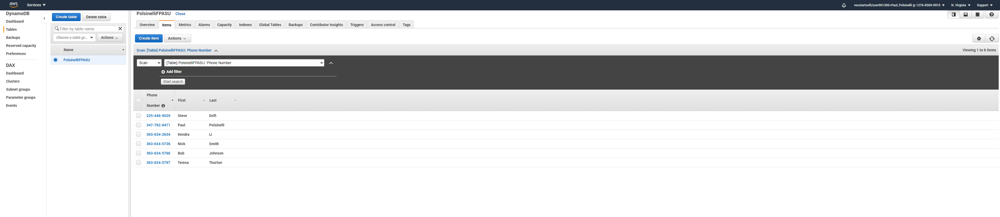 aws Services
vocstartsoft/user901300=Paul_Polsinelli @ 1276-8569-0910 N. Virginia Support
DynamoDB
Dashboard
Tables
Backups
Reserved capacity
Preferences
DAX
Dashboard
Clusters
Subnet groups
Parameter groups
Events
Create table Delete table
Filter by table name
Choose a table gr... Actions
Name
PolsinelliFPASU
PolsinelliFPASU Close
Overview Items Metrics Alarms Capacity Indexes Global Tables Backups Contributor Insights Triggers Access control Tags
Create item Actions
Scan: [Table] PolsinelliFPASU: Phone Number Viewing 1 to 6 items
Scan [Table] PolsinelliFPASU: Phone Number
Add filter
Start search
Phone
Number First Last
225-446-9029 Steve Drift
347-782-8471 Paul Polsinelli
363-634-2634 Kendra Li
363-634-5736 Nick Smith
363-634-5766 Bob Johnson
363-634-5797 Teresa Thorton